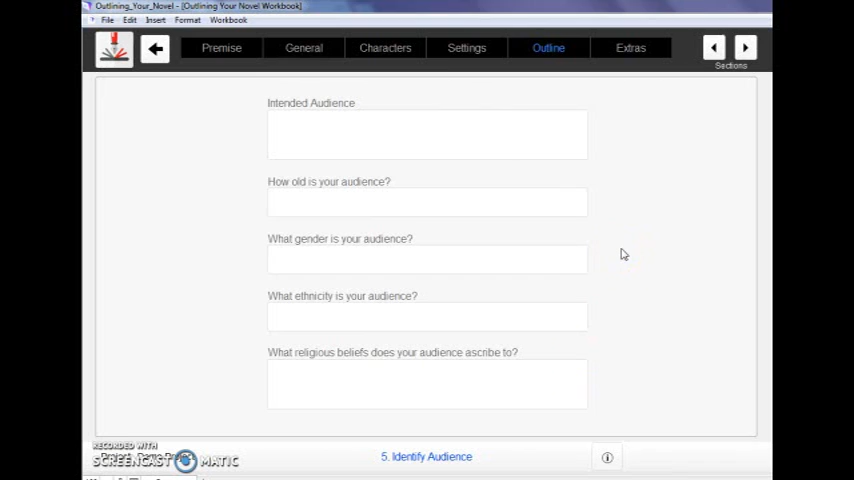 Outlining_Your_Novel - [Outlining Your Novel Workbook]
File Edit Insert Format Workbook
Premise General Characters Settings Outline Extras
Sections
Intended Audience
How old is your audience?
What gender is your audience?
What ethnicity is your audience?
What religious beliefs does your audience ascribe to?
RECORDED WITH
SCREENCAST MATIC
5. Identify Audience